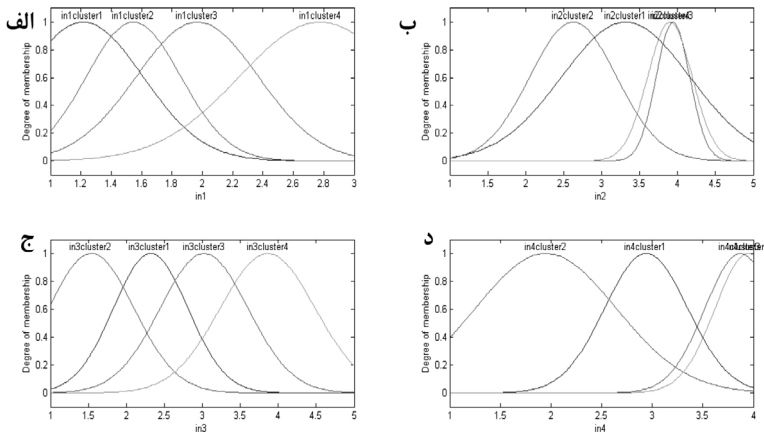 الف
in1cluster1 in1cluster2 in1cluster3 in1cluster4
Degree of membership
1
0.8
0.6
0.4
0.2
0
1 1.2 1.4 1.6 1.8 2 2.2 2.4 2.6 2.8 3
in1
ب
in2cluster2 in2cluster1
Degree of membership
1
0.8
0.6
0.4
0.2
0
1 1.5 2 2.5 3 3.5 4 4.5 5
in2
ج
in3cluster2 in3cluster1 in3cluster3 in3cluster4
Degree of membership
1
0.8
0.6
0.4
0.2
0
1 1.5 2 2.5 3 3.5 4 4.5 5
in3
د
in4cluster2 in4cluster1
Degree of membership
1
0.8
0.6
0.4
0.2
0
1 1.5 2 2.5 3 3.5 4
in4